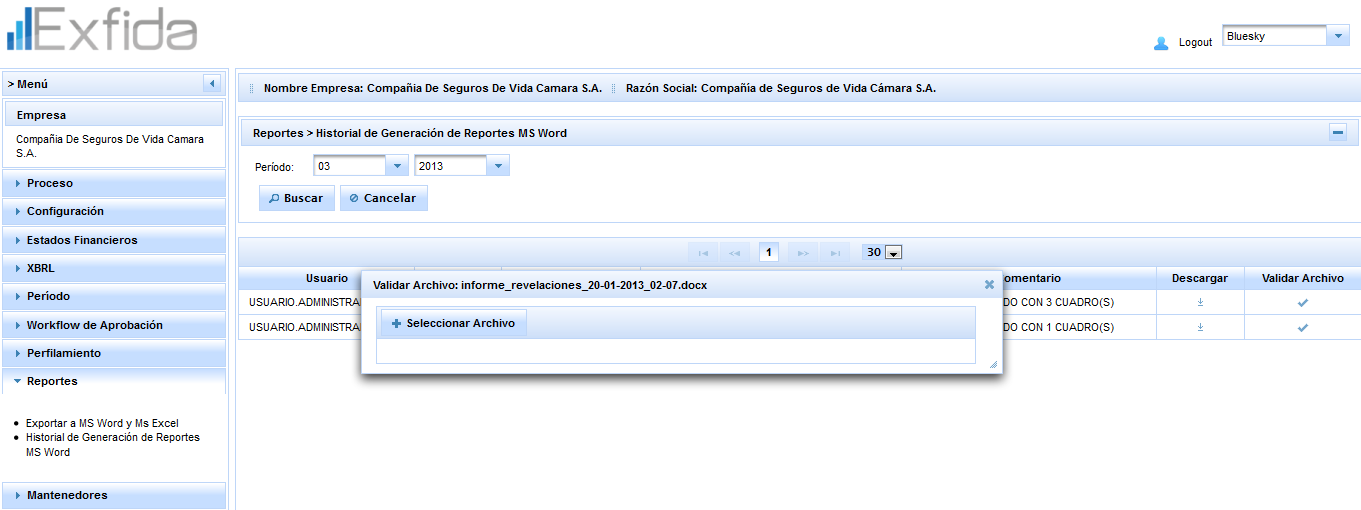 Exfida
Logout
Bluesky
> Menú
Nombre Empresa: Compañia De Seguros De Vida Camara S.A.
Razón Social: Compañía de Seguros de Vida Cámara S.A.
Empresa
Compañia De Seguros De Vida Camara
S.A.
Proceso
Configuración
Estados Financieros
XBRL
Período
Workflow de Aprobación
Perfilamiento
Reportes
Exportar a MS Word y Ms Excel
Historial de Generación de Reportes
MS Word
Mantenedores
Reportes > Historial de Generación de Reportes MS Word
Período:
03
2013
Buscar
Cancelar
1
30
Usuario
omentario
Descargar
Validar Archivo
USUARIO.ADMINISTRA
DO CON 3 CUADRO(S)
USUARIO.ADMINISTRA
DO CON 1 CUADRO(S)
Validar Archivo: informe_revelaciones_20-01-2013_02-07.docx
Seleccionar Archivo